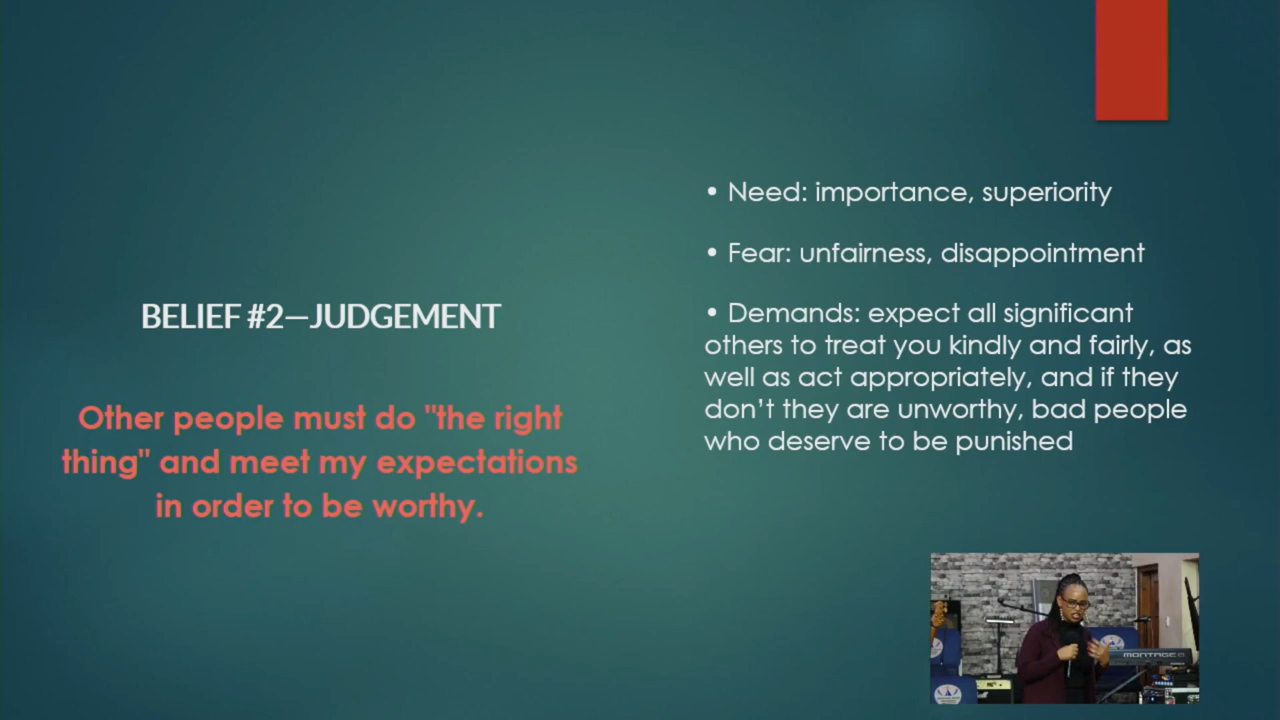 BELIEF #2—JUDGEMENT
Other people must do "the right
thing" and meet my expectations
in order to be worthy.
• Need: importance, superiority
• Fear: unfairness, disappointment
• Demands: expect all significant
others to treat you kindly and fairly, as
well as act appropriately, and if they
don’t they are unworthy, bad people
who deserve to be punished
MONTAGE